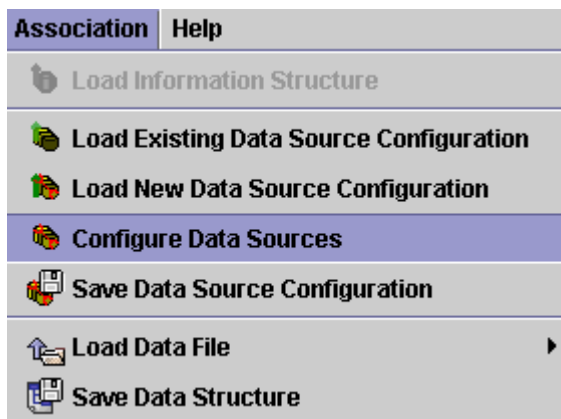 Association Help
Load Information Structure
Load Existing Data Source Configuration
Load New Data Source Configuration
Configure Data Sources
Save Data Source Configuration
Load Data File
Save Data Structure